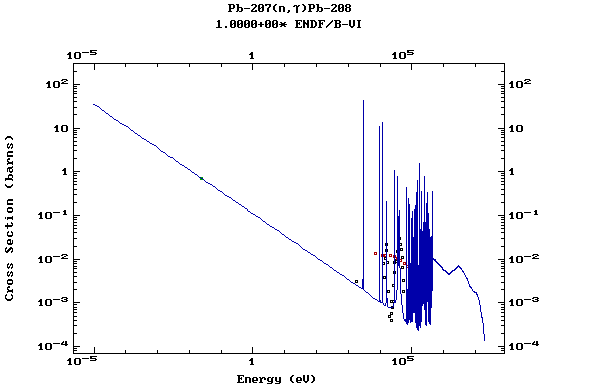 Pb-207(n,γ)Pb-208
1.0000+00* ENDF/B-VI
10⁻⁵ 1 10⁵
10² 10²
10 10
1 1
10⁻¹ 10⁻¹
10⁻² 10⁻²
10⁻³ 10⁻³
10⁻⁴ 10⁻⁴
Cross Section (barns)
10⁻⁵ 1 10⁵
Energy (eV)